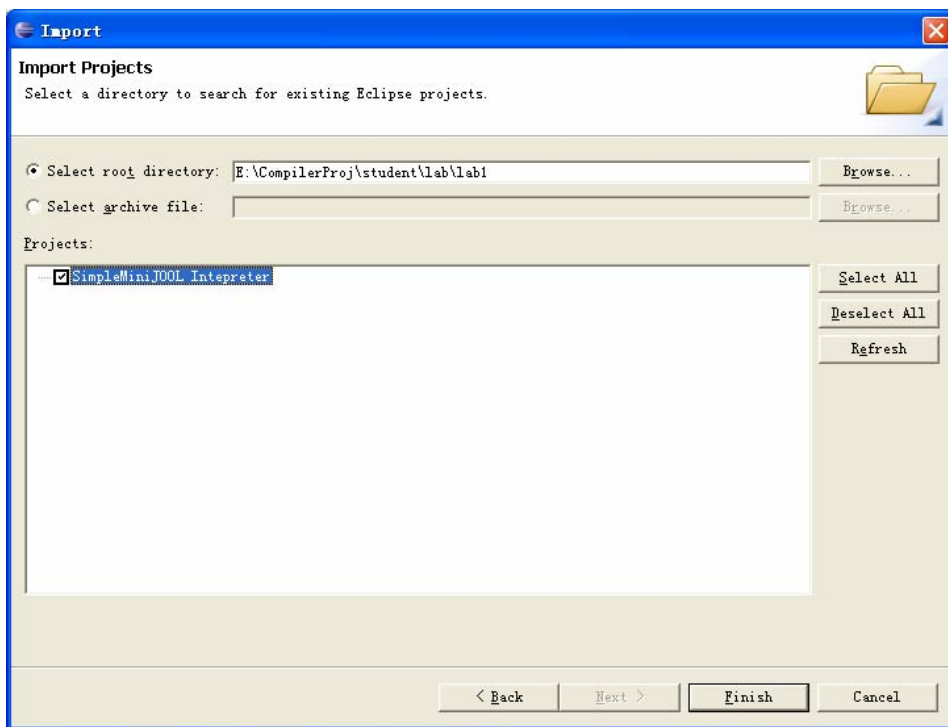 Import
Import Projects
Select a directory to search for existing Eclipse projects.
Select root directory: E:\CompilerProj\student\lab\lab1 Browse...
Select archive file: Browse...
Projects:
SimpleMiniJOOL Intepreter
Select All
Deselect All
Refresh
< Back Next > Finish Cancel